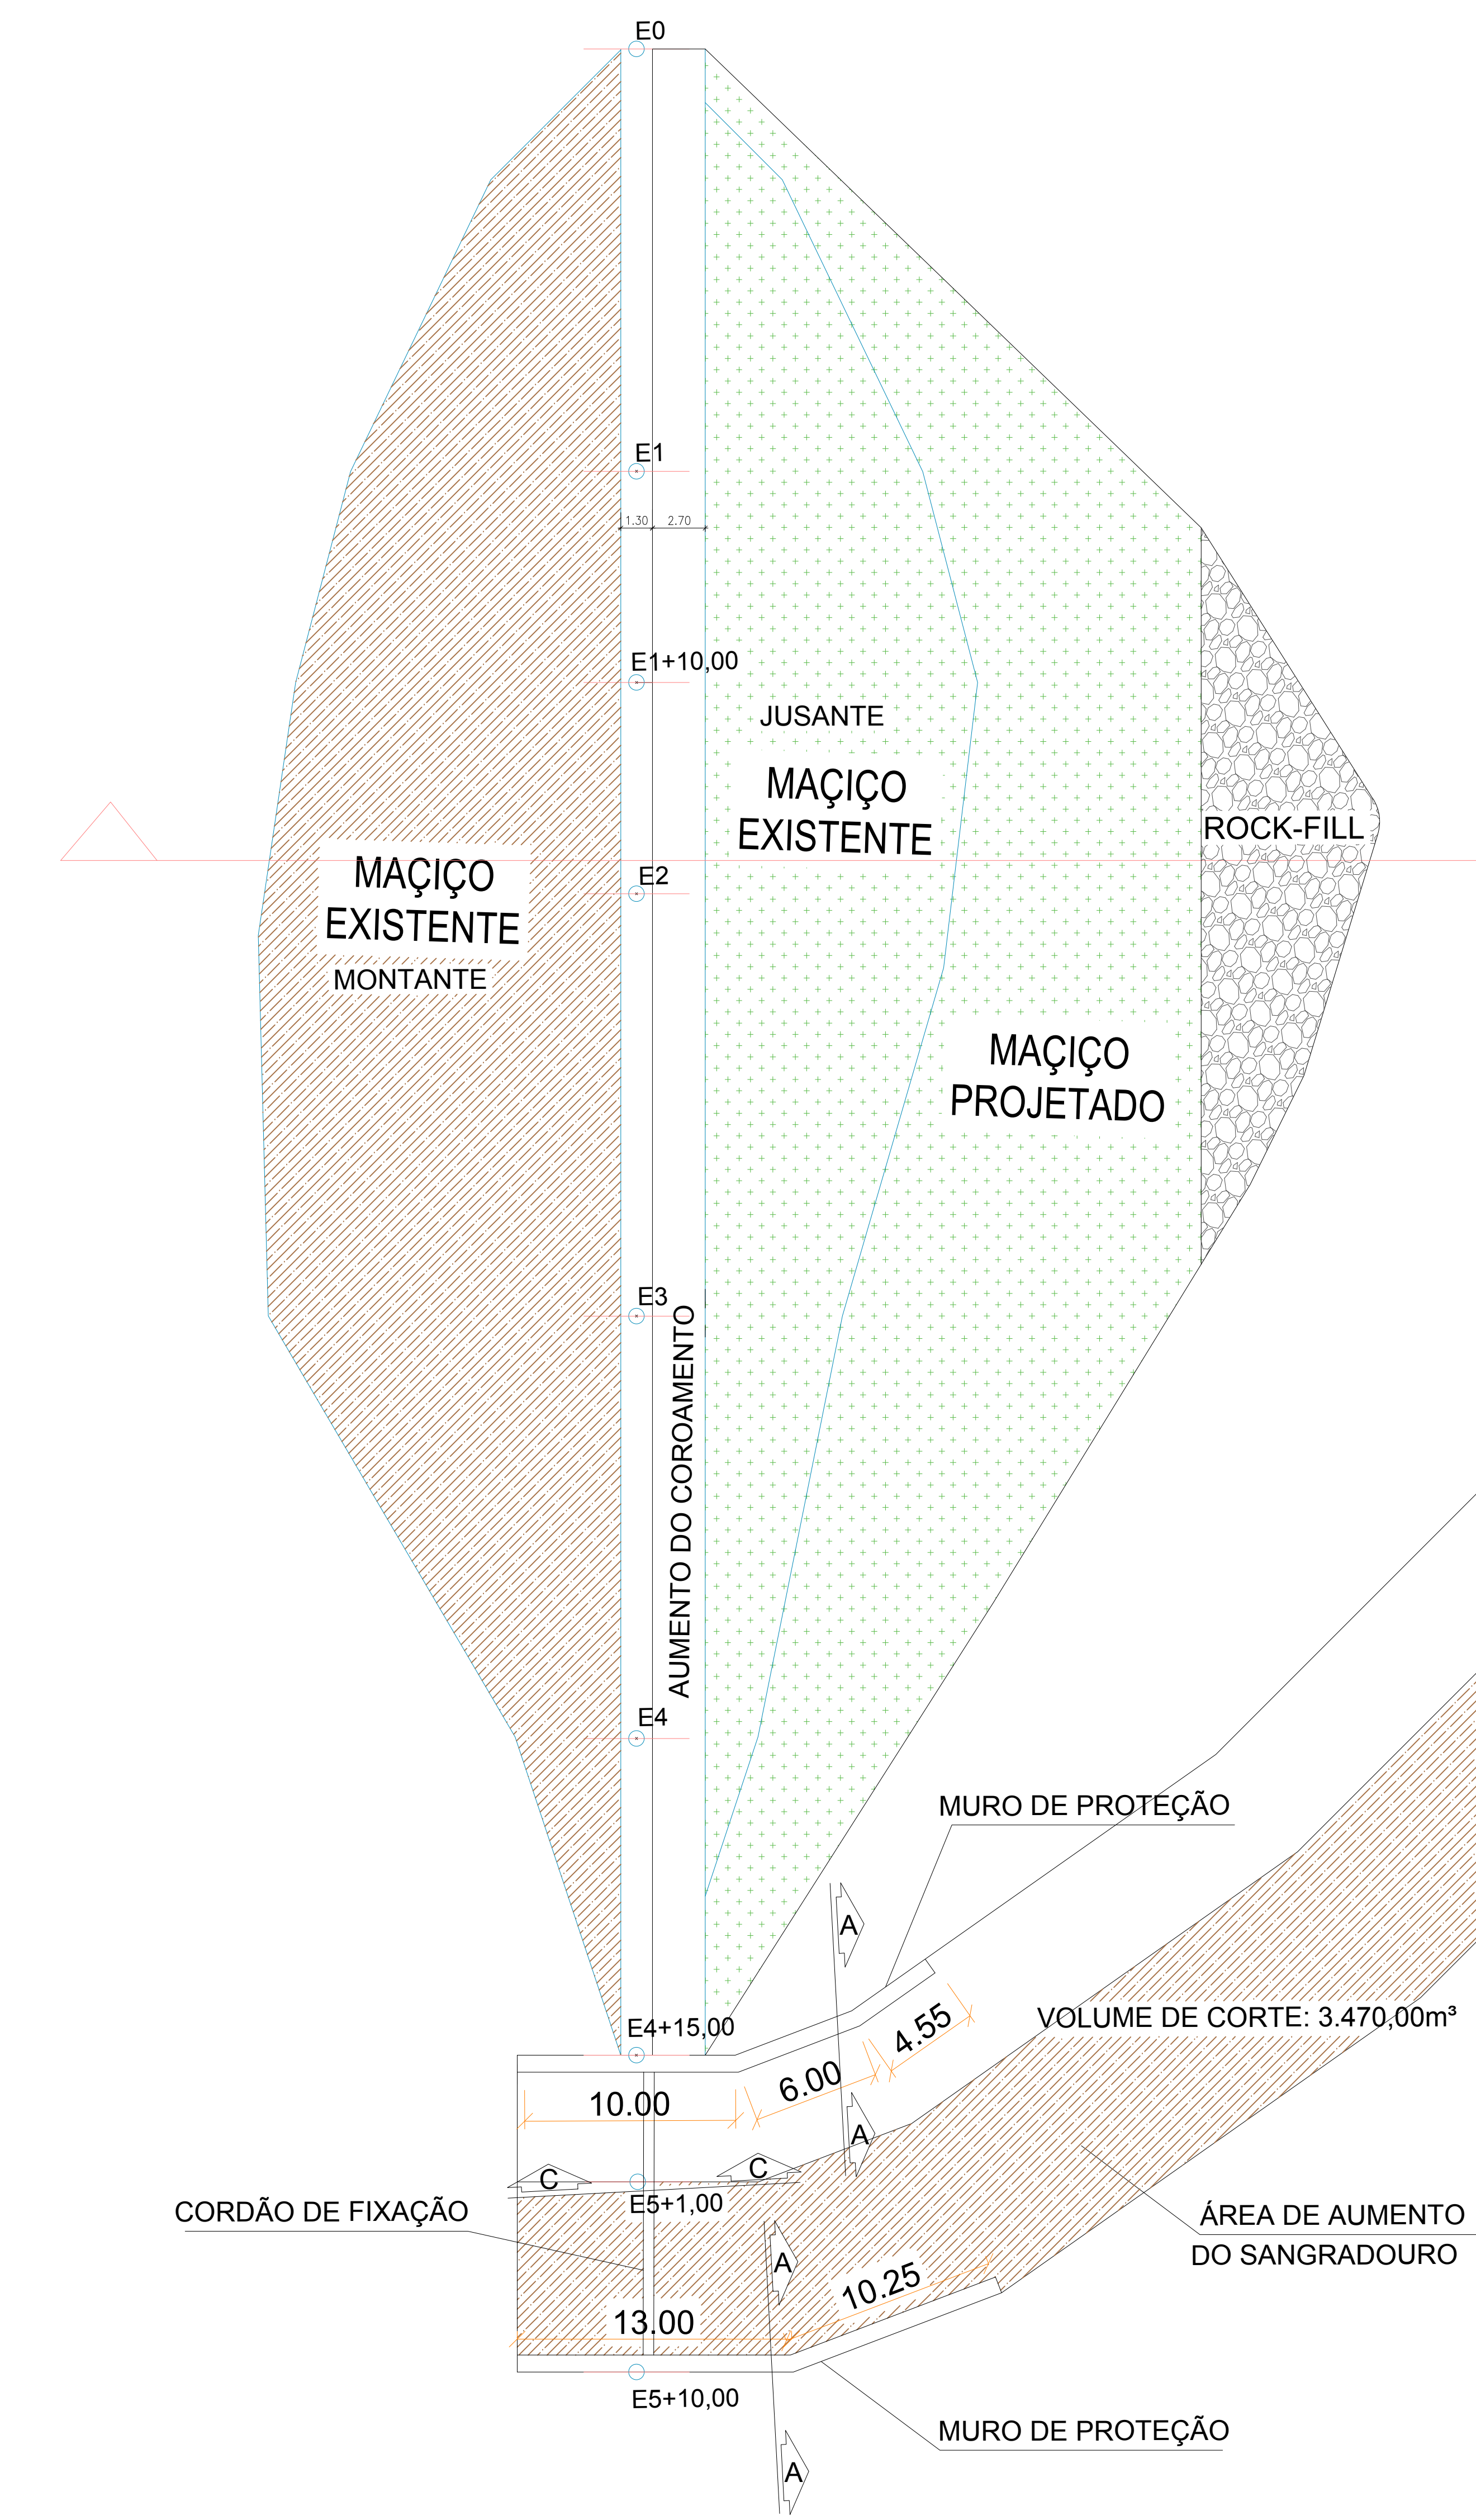 E0
E1
1.30
2.70
E1+10,00
JUSANTE
MAÇIÇO
EXISTENTE
ROCK-FILL
MAÇIÇO
EXISTENTE
MONTANTE
E2
MAÇIÇO
PROJETADO
E3
AUMENTO DO COROAMENTO
E4
MURO DE PROTEÇÃO
A
VOLUME DE CORTE: 3.470,00m³
E4+15,00
4.55
6.00
10.00
A
C
C
E5+1,00
CORDÃO DE FIXAÇÃO
ÁREA DE AUMENTO
DO SANGRADOURO
A
10.25
13.00
E5+10,00
MURO DE PROTEÇÃO
A